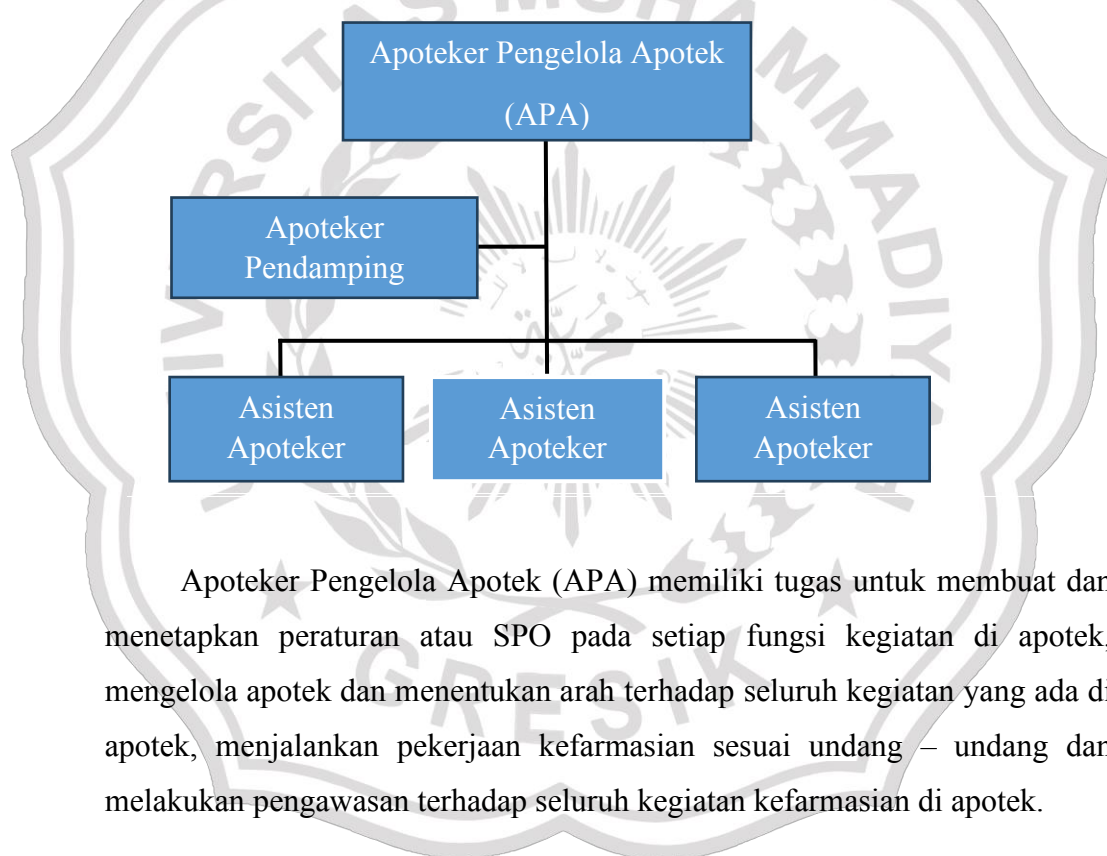 UNIVERSITAS MUHAMMADIYAH
Apoteker Pengelola Apotek
(APA)
Apoteker
Pendamping
Asisten
Apoteker
Asisten
Apoteker
Asisten
Apoteker
Apoteker Pengelola Apotek (APA) memiliki tugas untuk membuat dan
menetapkan peraturan atau SPO pada setiap fungsi kegiatan di apotek,
mengelola apotek dan menentukan arah terhadap seluruh kegiatan yang ada di
apotek, menjalankan pekerjaan kefarmasian sesuai undang – undang dan
melakukan pengawasan terhadap seluruh kegiatan kefarmasian di apotek.
GRESIK